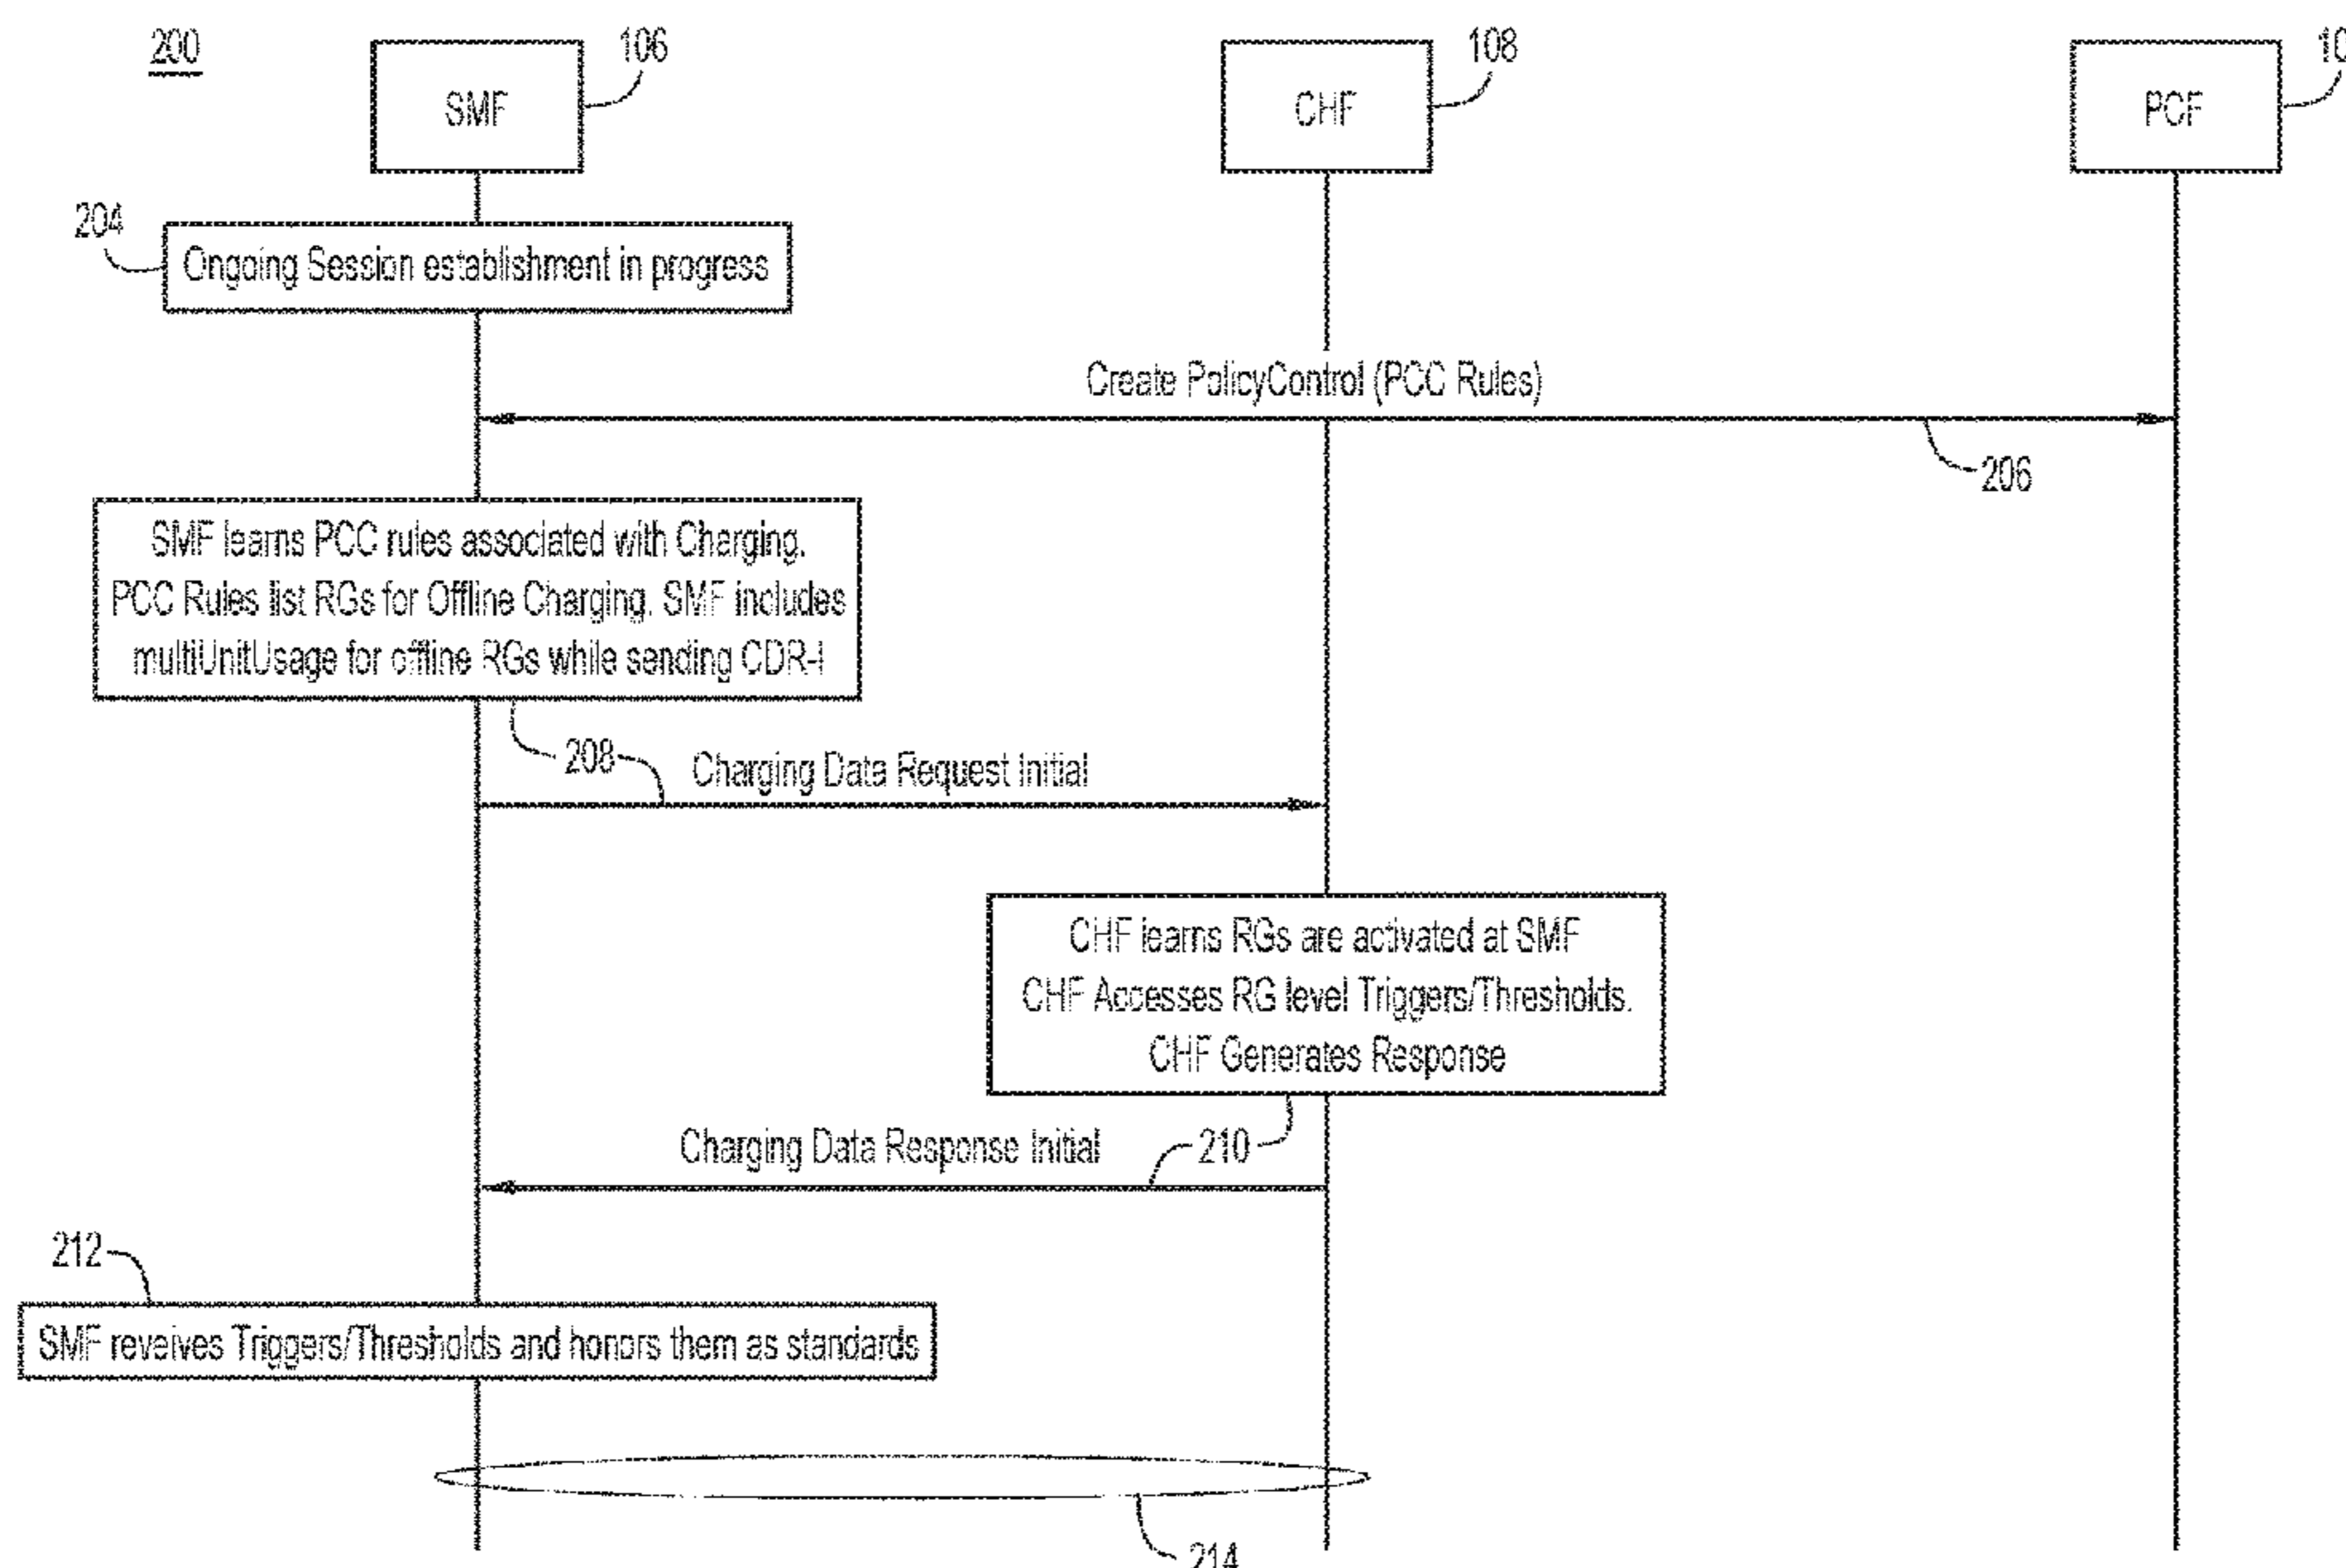 200
106
108
10
SMF
CHF
PCF
204
Ongoing Session establishment in progress
Create PolicyControl (PCC Rules)
206
SMF learns PCC rules associated with Charging.
PCC Rules list RGs for Offline Charging. SMF includes
multiUnitUsage for offline RGs while sending CDR-I
208
Charging Data Request Initial
CHF learns RGs are activated at SMF
CHF Accesses RG level Triggers/Thresholds.
CHF Generates Response
Charging Data Response Initial
210
212
SMF reveives Triggers/Thresholds and honors them as standards
214